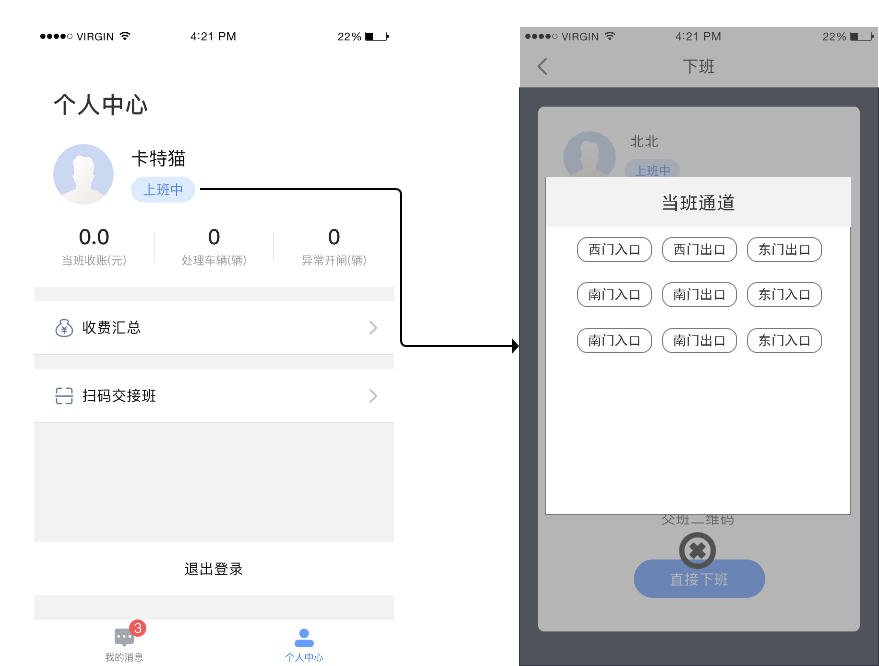 VIRGIN 4:21 PM 22%
个人中心
卡特猫
上班中
0.0 0 0
当班收账(元) 处理车辆(辆) 异常开闸(辆)
收费汇总
扫码交接班
退出登录
3
我的消息 个人中心
VIRGIN 4:21 PM 22%
下班
北北
上班中
当班通道
西门入口 西门出口 东门出口
南门入口 南门出口 东门入口
南门入口 南门出口 东门入口
交班二维码
直接下班